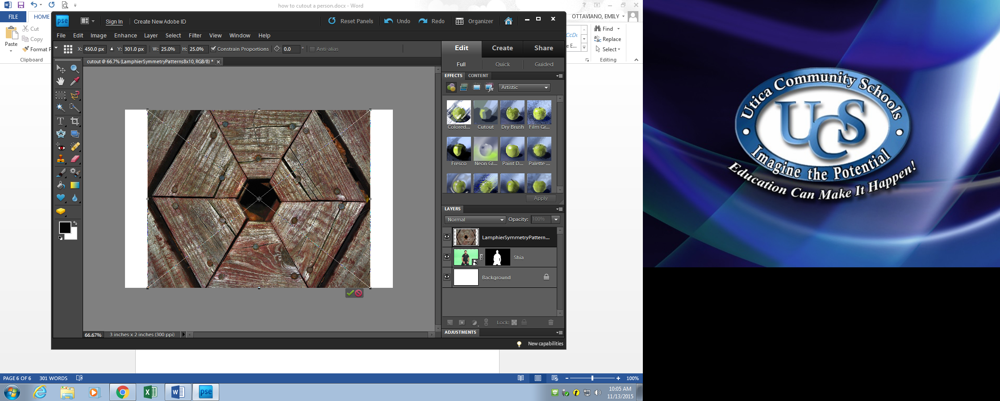 how to cutout a person.docx - Word
FILE
HOME
OTTAVIANO, EMILY
Cut
Copy
Format P
Paste
Clipboard
Find
Replace
Select
Editing
e E...
pse
Sign In
Create New Adobe ID
Reset Panels
Undo
Redo
Organizer
File Edit Image Enhance Layer Select Filter View Window Help
X: 450.0 px Y: 301.0 px W: 25.0% H: 25.0% Constrain Proportions 0.0 ° Anti-alias
Edit Create Share
Full Quick Guided
cutout @ 66.7% (LamphierSymmetryPatterns8x10, RGB/8) *
EFFECTS CONTENT
Artistic
Colored... Cutout Dry Brush Film Gr...
Fresco Neon Gl... Paint D... Palette ...
Apply
LAYERS
Normal Opacity: 100%
LamphierSymmetryPattern...
Shia
Background
Lock:
66.67% 3 inches x 2 inches (300 ppi)
ADJUSTMENTS
New capabilities
PAGE 6 OF 6 301 WORDS
100%
pse
10:05 AM
11/13/2015
Utica Community Schools
UCS
Imagine the Potential
Education Can Make It Happen!